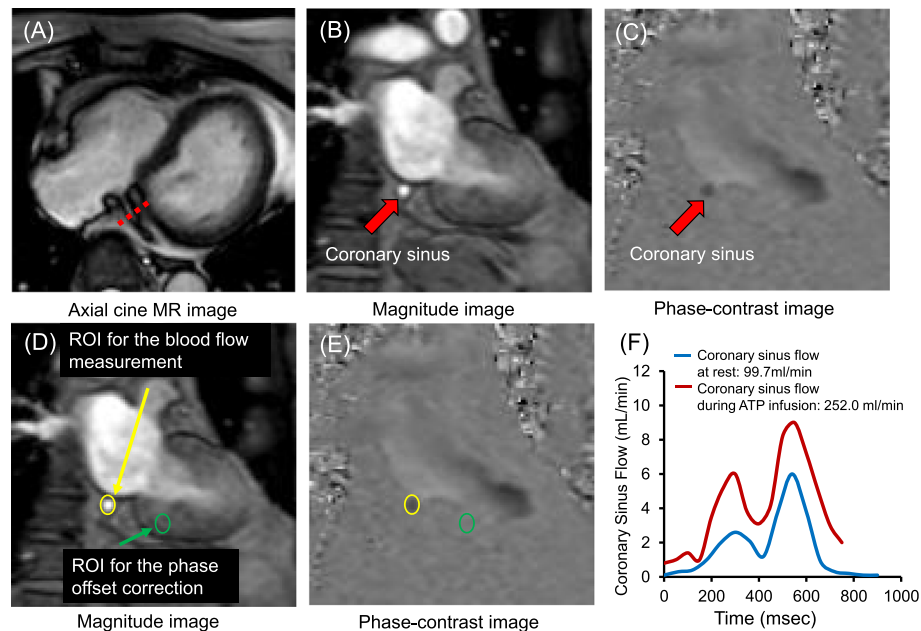 (A)
(B)
(C)
Coronary sinus
Coronary sinus
Axial cine MR image
Magnitude image
Phase-contrast image
(D)
ROI for the blood flow
measurement
ROI for the phase
offset correction
Magnitude image
(E)
Phase-contrast image
(F)
Coronary sinus flow
at rest: 99.7ml/min
Coronary sinus flow
during ATP infusion: 252.0 ml/min
Coronary Sinus Flow (mL/min)
12
10
8
6
4
2
0
0 200 400 600 800 1000
Time (msec)